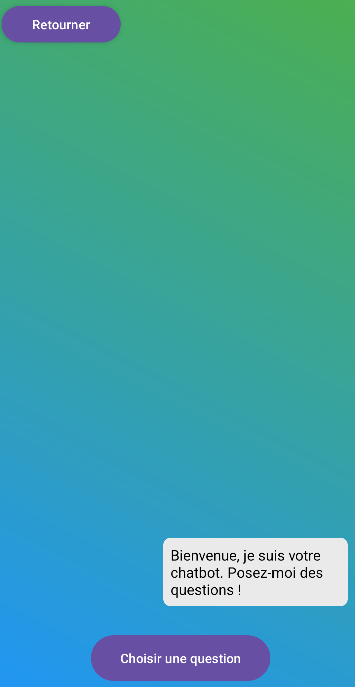 Retourner
Bienvenue, je suis votre
chatbot. Posez-moi des
questions !
Choisir une question